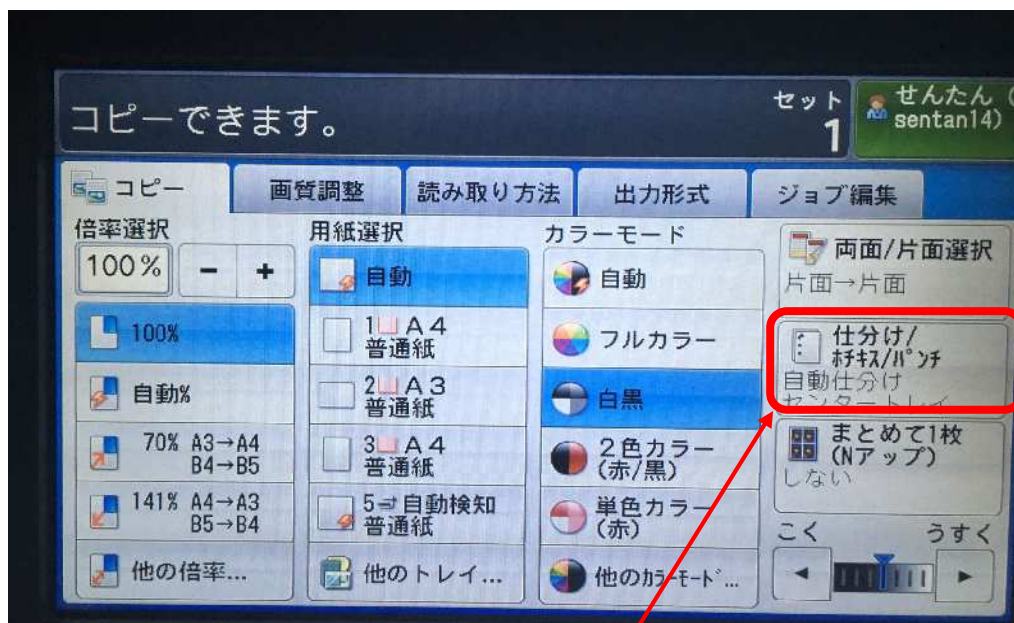 コピーできます。
セット
1
せんたん(
sentan14)
コピー
画質調整
読み取り方法
出力形式
ジョブ編集
倍率選択
100%
－
＋
100%
自動%
70% A3→A4
B4→B5
141% A4→A3
B5→B4
他の倍率...
用紙選択
自動
1 A4
普通紙
2 A3
普通紙
3 A4
普通紙
5 自動検知
普通紙
他のトレイ...
カラーモード
自動
フルカラー
白黒
2色カラー
(赤/黒)
単色カラー
(赤)
他のｶﾗｰﾓｰﾄﾞ...
両面/片面選択
片面→片面
仕分け/
ﾎﾁｷｽ/ﾊﾟﾝﾁ
自動仕分け
センタートレイ
まとめて1枚
(Nアップ)
しない
こく
うすく